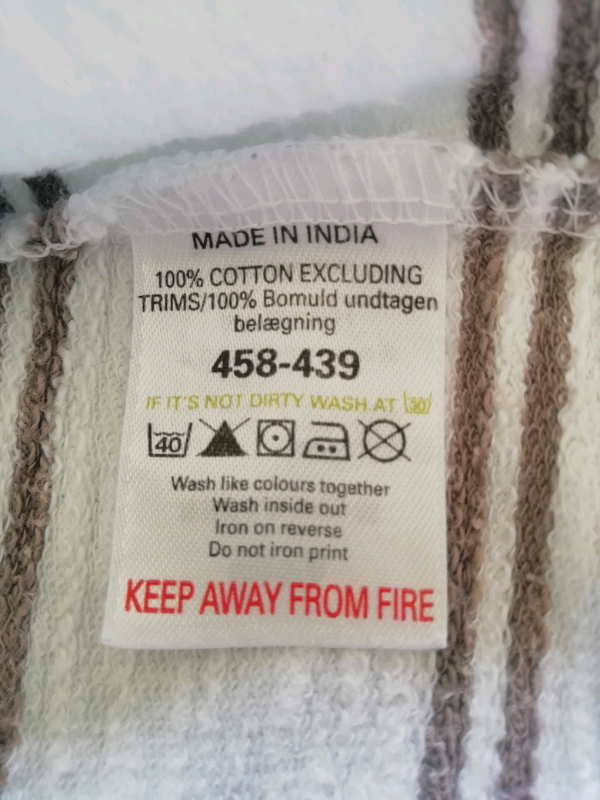 MADE IN INDIA
100% COTTON EXCLUDING
TRIMS/100% Bomuld undtagen
belægning
458-439
IF IT'S NOT DIRTY WASH AT 30
40
Wash like colours together
Wash inside out
Iron on reverse
Do not iron print
KEEP AWAY FROM FIRE